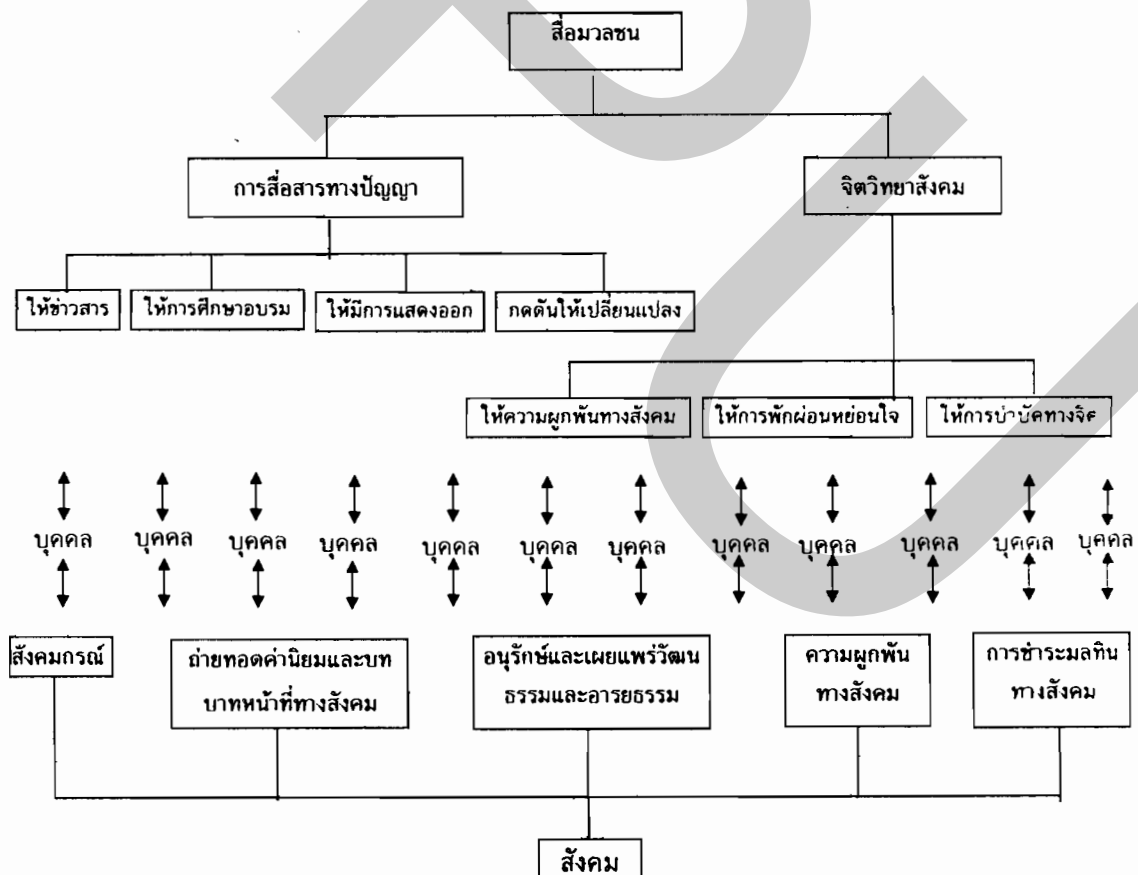 สื่อมวลชน
การสื่อสารทางปัญญา
จิตวิทยาสังคม
ให้ข่าวสาร
ให้การศึกษาอบรม
ให้มีการแสดงออก
กดดันให้เปลี่ยนแปลง
ให้ความผูกพันทางสังคม
ให้การพักผ่อนหย่อนใจ
ให้การบำบัดทางจิต
บุคคล บุคคล บุคคล บุคคล บุคคล บุคคล บุคคล บุคคล บุคคล บุคคล บุคคล บุคคล
สังคมกรณ์
ถ่ายทอดค่านิยมและบท
บาทหน้าที่ทางสังคม
อนุรักษ์และเผยแพร่วัฒน
ธรรมและอารยธรรม
ความผูกพัน
ทางสังคม
การชำระมลทิน
ทางสังคม
สังคม